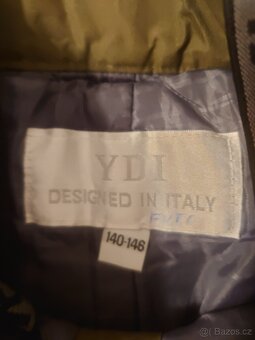 YDI
DESIGNED IN ITALY
140-146
Bazos.cz